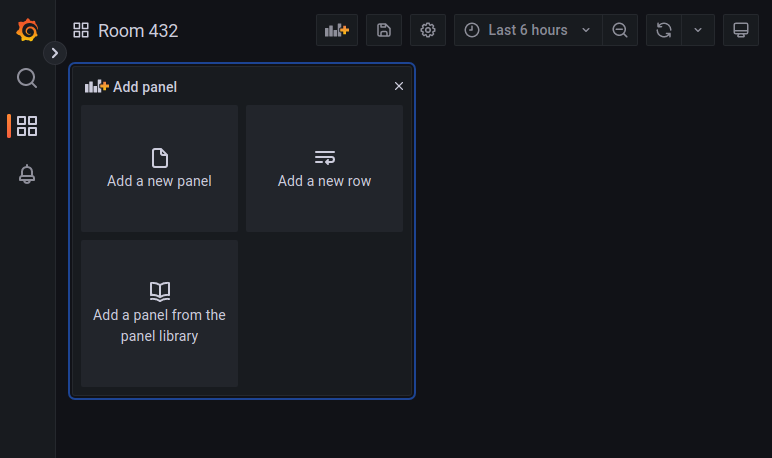 Room 432
Last 6 hours
Add panel
Add a new panel
Add a new row
Add a panel from the
panel library